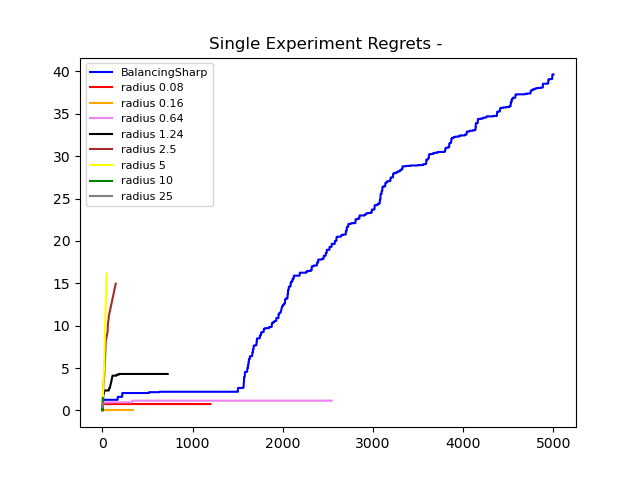 Single Experiment Regrets -
40
35
30
25
20
15
10
5
0
BalancingSharp
radius 0.08
radius 0.16
radius 0.64
radius 1.24
radius 2.5
radius 5
radius 10
radius 25
0 1000 2000 3000 4000 5000